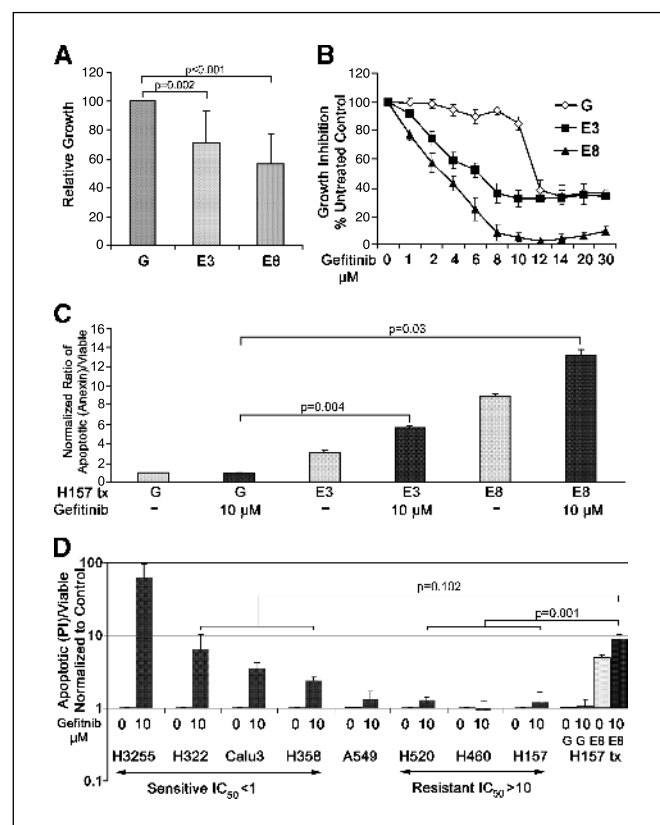 A
p<0.001
p=0.002
Relative Growth
120
100
80
60
40
20
0
G E3 E8
B
Growth Inhibition
% Untreated Control
120
100
80
60
40
20
0
G
E3
E8
Gefitinib 0 1 2 4 6 8 10 12 14 20 30
µM
C
Normalized Ratio of
Apoptotic (Anexin)/Viable
16
14
12
10
8
6
4
2
p=0.03
p=0.004
H157 tx G G E3 E3 E8 E8
Gefitinib – 10 µM – 10 µM – 10 µM
D
Apoptotic (PI)/Viable
Normalized to Control
100
10
1
0.1
p=0.102
p=0.001
Gefitnib 0 10 0 10 0 10 0 10 0 10 0 10 0 10 0 10 0 10 0 10
µM G G E8 E8
H3255 H322 Calu3 H358 A549 H520 H460 H157 H157 tx
Sensitive IC50<1 Resistant IC50>10